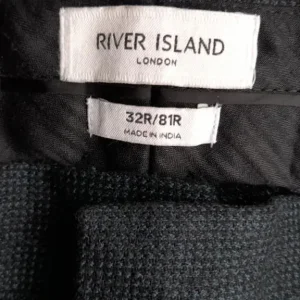 RIVER ISLAND
LONDON
32R/81R
MADE IN INDIA